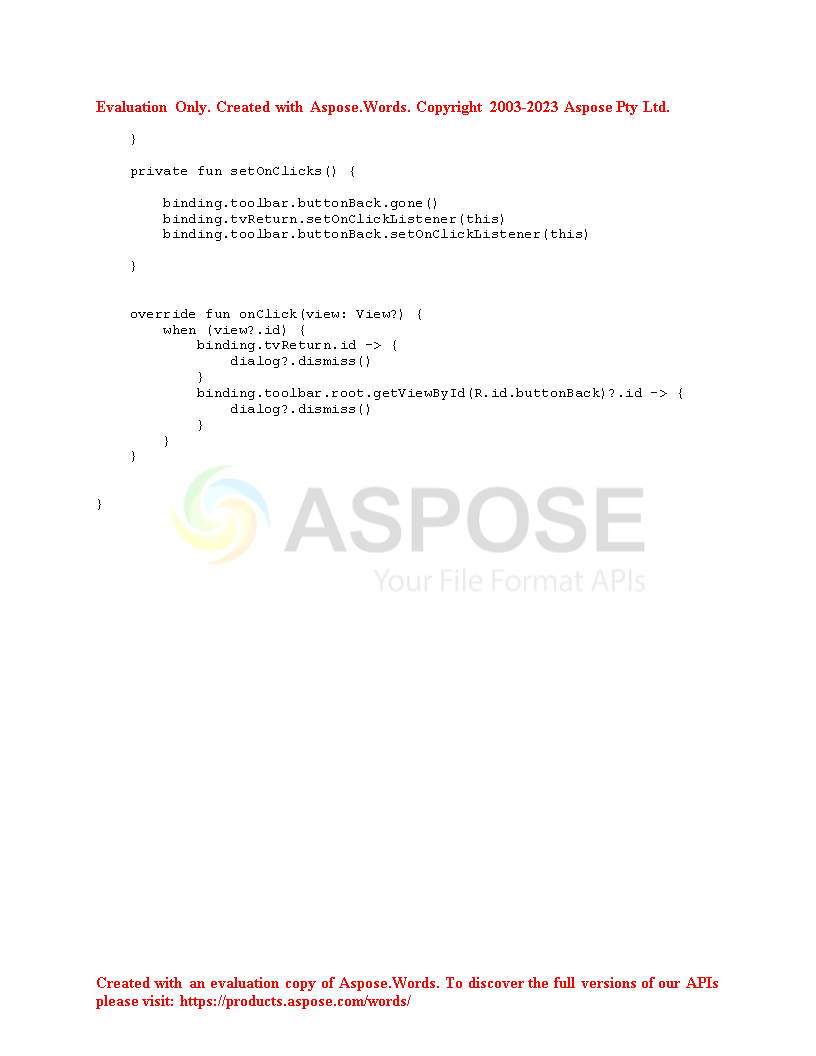 Evaluation Only. Created with Aspose.Words. Copyright 2003-2023 Aspose Pty Ltd.
    }
    private fun setOnClicks() {
        binding.toolbar.buttonBack.gone()
        binding.tvReturn.setOnClickListener(this)
        binding.toolbar.buttonBack.setOnClickListener(this)
    }
    override fun onClick(view: View?) {
        when (view?.id) {
            binding.tvReturn.id -> {
                dialog?.dismiss()
            }
            binding.toolbar.root.getViewById(R.id.buttonBack)?.id -> {
                dialog?.dismiss()
            }
        }
    }
}
ASPOSE
Your File Format APIs
Created with an evaluation copy of Aspose.Words. To discover the full versions of our APIs
please visit: https://products.aspose.com/words/